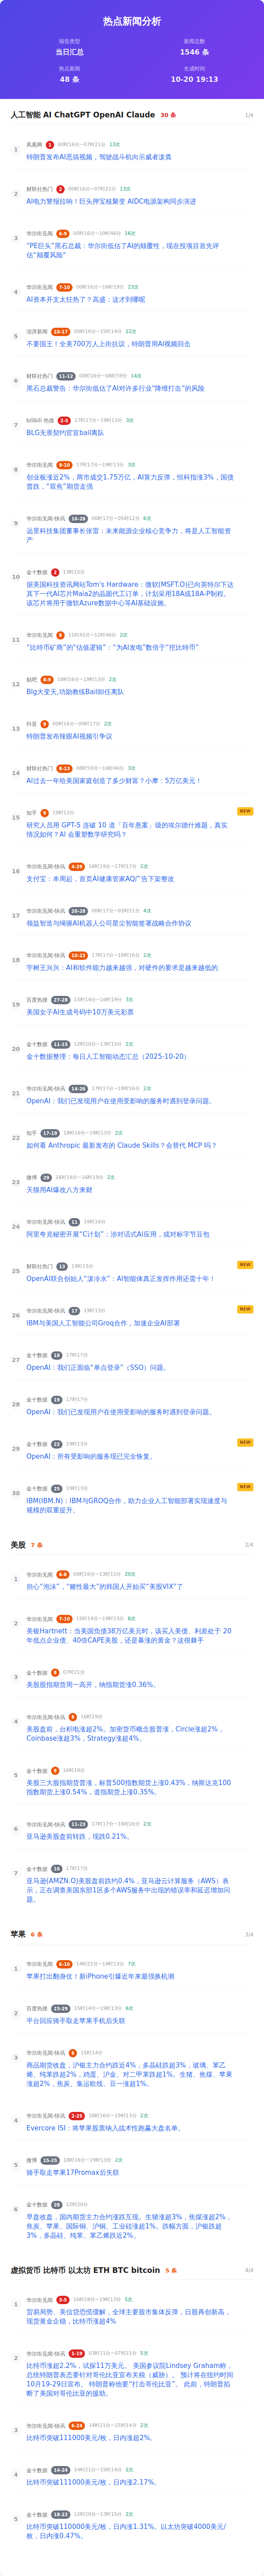 热点新闻分析
报告类型
新闻总数
当日汇总
1546 条
热点新闻
生成时间
48 条
10-20 19:13
人工智能 AI ChatGPT OpenAI Claude 30 条
1/4
1
凤凰网 1 00时16分~07时21分 13次
特朗普发布AI恶搞视频，驾驶战斗机向示威者泼粪
2
财联社热门 2 00时16分~07时21分 13次
AI电力警报拉响！巨头押宝核聚变 AIDC电源架构同步演进
3
华尔街见闻 6-9 00时16分~10时46分 16次
“PE巨头”黑石总裁：华尔街低估了AI的颠覆性，现在投项目首先评
估“颠覆风险”
4
华尔街见闻 7-10 00时16分~16时19分 23次
AI资本开支太狂热了？高盛：这才到哪呢
5
澎湃新闻 10-17 00时16分~15时14分 22次
不要国王！全美700万人上街抗议，特朗普用AI视频回击
6
财联社热门 11-12 00时16分~08时59分 14次
黑石总裁警告：华尔街低估了AI对许多行业“降维打击”的风险
7
bilibili 热搜 2-5 17时17分~19时13分 3次
BLG无畏契约官宣bail离队
8
华尔街见闻 9-10 17时17分~19时13分 3次
创业板涨近2%，两市成交1.75万亿，AI算力反弹，恒科指涨3%，国债
普跌，“双焦”期货走强
9
华尔街见闻-快讯 16-28 00时17分~05时12分 6次
远景科技集团董事长张雷：未来能源企业核心竞争力，将是人工智能资
产
10
金十数据 2 13时15分
据美国科技资讯网站Tom's Hardware：微软(MSFT.O)已向英特尔下达
其下一代AI芯片Maia2的晶圆代工订单，计划采用18A或18A-P制程。
该芯片将用于微软Azure数据中心等AI基础设施。
11
华尔街见闻 8 11时45分~11时46分 2次
“比特币矿商”的“估值逻辑”：“为AI发电”数倍于“挖比特币”
12
贴吧 8-9 18时16分~19时13分 2次
Blg大变天,功勋教练Bail卸任离队
13
抖音 9 00时16分~00时17分 2次
特朗普发布辣眼AI视频引争议
14
财联社热门 8-13 08时59分~10时46分 3次
AI过去一年给美国家庭创造了多少财富？小摩：5万亿美元！
15
知乎 9 19时13分 NEW
研究人员用 GPT-5 连破 10 道「百年悬案」级的埃尔德什难题，真实
情况如何？AI 会重塑数学研究吗？
16
华尔街见闻-快讯 4-29 16时19分~17时17分 2次
支付宝：本周起，首页AI健康管家AQ广告下架整改
17
华尔街见闻-快讯 20-28 00时17分~03时11分 4次
领益智造与绳驱AI机器人公司星尘智能签署战略合作协议
18
华尔街见闻-快讯 10-22 17时17分~18时16分 2次
宇树王兴兴：AI和软件能力越来越强，对硬件的要求是越来越低的
19
百度热搜 27-28 15时14分~16时19分 3次
美国女子AI生成号码中10万美元彩票
20
金十数据 11-15 12时20分~13时15分 2次
金十数据整理：每日人工智能动态汇总（2025-10-20）
21
华尔街见闻-快讯 14-26 17时17分~18时16分 2次
OpenAI：我们已发现用户在使用受影响的服务时遇到登录问题。
22
知乎 17-19 18时16分~19时13分 2次
如何看 Anthropic 最新发布的 Claude Skills？会替代 MCP 吗？
23
微博 29 16时18分~16时19分 2次
天猫用AI爆改八方来财
24
华尔街见闻-快讯 11 18时16分
阿里夸克秘密开展“C计划”：涉对话式AI应用，或对标字节豆包
25
财联社热门 13 19时13分 NEW
OpenAI联合创始人“泼冷水”：AI智能体真正发挥作用还需十年！
26
华尔街见闻-快讯 17 19时13分 NEW
IBM与美国人工智能公司Groq合作，加速企业AI部署
27
金十数据 18 17时17分
OpenAI：我们正面临“单点登录”（SSO）问题。
28
金十数据 19 17时17分
OpenAI：我们已发现用户在使用受影响的服务时遇到登录问题。
29
金十数据 22 19时13分 NEW
OpenAI：所有受影响的服务现已完全恢复。
30
金十数据 25 19时13分 NEW
IBM(IBM.N)：IBM与GROQ合作，助力企业人工智能部署实现速度与
规模的双重提升。
美股 7 条
2/4
1
华尔街见闻 6-8 00时16分~13时15分 20次
担心“泡沫”，“赌性最大”的韩国人开始买“美股VIX”了
2
华尔街见闻 7-10 15时14分~19时13分 6次
美银Hartnett：当美国负债38万亿美元时，该买入美债、利差处于 20
年低点企业债、40倍CAPE美股，还是暴涨的黄金？这很棘手
3
金十数据 8 07时21分
美股股指期货周一高开，纳指期货涨0.36%。
4
华尔街见闻-快讯 8 16时19分
美股盘前，台积电涨超2%。加密货币概念股普涨，Circle涨超2%，
Coinbase涨超3%，Strategy涨超4%。
5
金十数据 9 16时19分
美股三大股指期货普涨，标普500指数期货上涨0.43%，纳斯达克100
指数期货上涨0.54%，道指期货上涨0.35%。
6
华尔街见闻-快讯 11-23 17时17分~18时16分 2次
亚马逊美股盘前转跌，现跌0.21%。
7
金十数据 16 17时17分
亚马逊(AMZN.O)美股盘前跌约0.4%，亚马逊云计算服务（AWS）表
示，正在调查美国东部1区多个AWS服务中出现的错误率和延迟增加问
题。
苹果 6 条
3/4
1
华尔街见闻 6-10 14时21分~19时13分 7次
苹果打出翻身仗！新iPhone引爆近年来最强换机潮
2
百度热搜 23-29 15时14分~19时13分 6次
平台回应骑手取走苹果手机后失联
3
华尔街见闻-快讯 6 15时14分
商品期货收盘，沪银主力合约跌近4%，多晶硅跌超3%，玻璃、苯乙
烯、纯苯跌超2%，鸡蛋、沪金、对二甲苯跌超1%。生猪、焦煤、苹果
涨超2%，焦炭、集运欧线、豆一涨超1%。
4
华尔街见闻-快讯 2-25 18时16分~19时13分 2次
Evercore ISI：将苹果股票纳入战术性跑赢大盘名单。
5
微博 15-25 18时16分~19时13分 2次
骑手取走苹果17Promax后失联
6
金十数据 28 12时20分
早盘收盘，国内期货主力合约涨跌互现。生猪涨超3%，焦煤涨超2%，
焦炭、苹果、国际铜、沪铜、工业硅涨超1%。跌幅方面，沪银跌超
3%，多晶硅、纯苯、苯乙烯跌近2%。
虚拟货币 比特币 以太坊 ETH BTC bitcoin 5 条
4/4
1
华尔街见闻 3-5 16时18分~19时13分 5次
贸易局势、美信贷恐慌缓解，全球主要股市集体反弹，日股再创新高，
现货黄金企稳，比特币涨超4%
2
华尔街见闻-快讯 1-19 03时11分~07时21分 5次
比特币涨超2.2%，试探11万美元。 美国参议院Lindsey Graham称，
总统特朗普表态要针对哥伦比亚宣布关税（威胁）。 预计将在纽约时间
10月19-29日宣布。 特朗普称他要“打击哥伦比亚”。 此前，特朗普掐
断了美国对哥伦比亚的援助。
3
华尔街见闻-快讯 6-24 14时21分~15时14分 2次
比特币突破111000美元/枚，日内涨超2%。
4
金十数据 14-24 14时21分~15时14分 2次
比特币突破111000美元/枚，日内涨2.17%。
5
金十数据 18-22 12时20分~13时15分 2次
比特币突破110000美元/枚，日内涨1.31%。以太坊突破4000美元/
枚，日内涨0.47%。